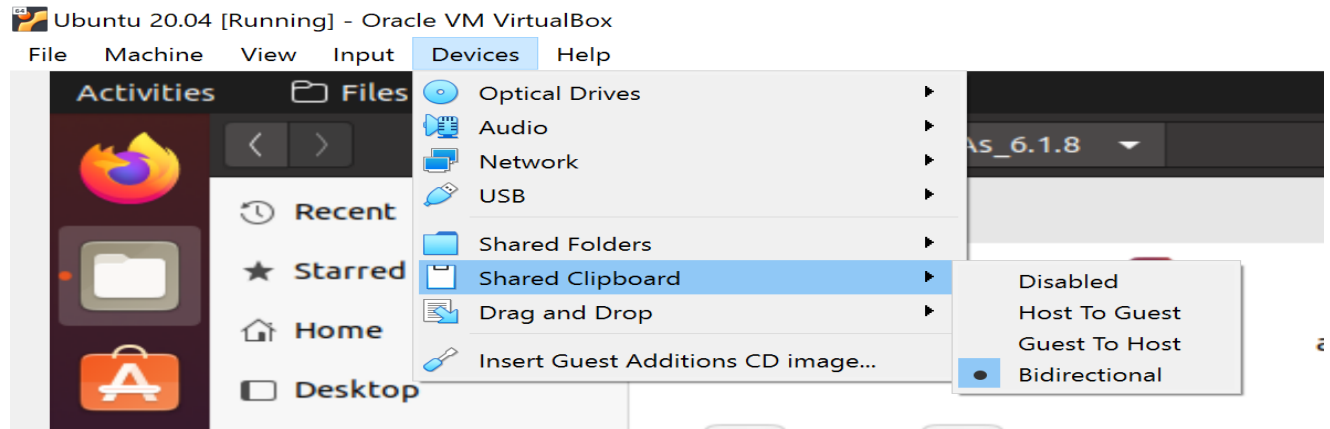 64
Ubuntu 20.04 [Running] - Oracle VM VirtualBox
File Machine View Input Devices Help
Activities Files
Optical Drives
Audio
As_6.1.8
Network
USB
Recent
Shared Folders
Starred
Shared Clipboard
Disabled
Drag and Drop
Host To Guest
Home
Guest To Host
Insert Guest Additions CD image...
Bidirectional
Desktop